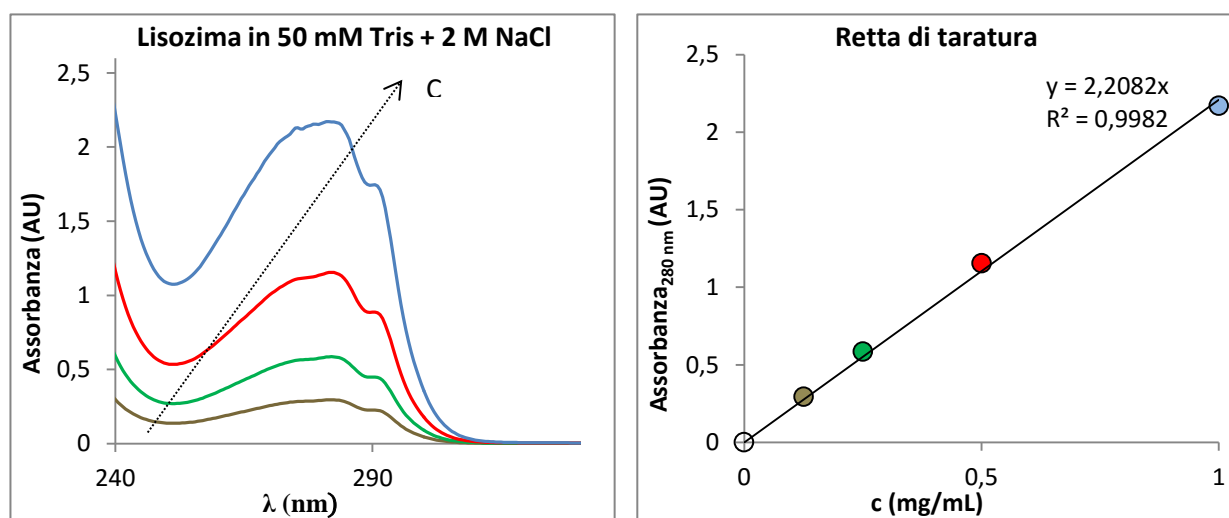 Lisozima in 50 mM Tris + 2 M NaCl
C
Assorbanza (AU)
2,5
2
1,5
1
0,5
0
240
290
λ (nm)
Retta di taratura
y = 2,2082x
R² = 0,9982
Assorbanza280 nm (AU)
2,5
2
1,5
1
0,5
0
0
0,5
1
c (mg/mL)